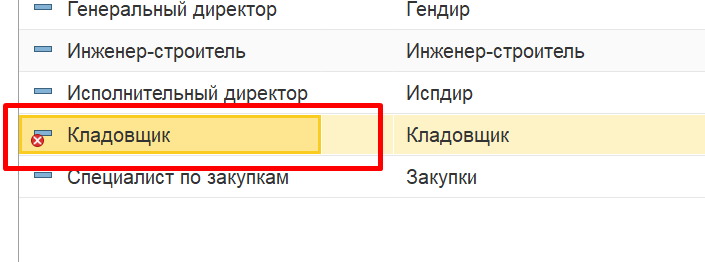 Генеральный директор Гендир
Инженер-строитель Инженер-строитель
Исполнительный директор Испдир
Кладовщик Кладовщик
Специалист по закупкам Закупки